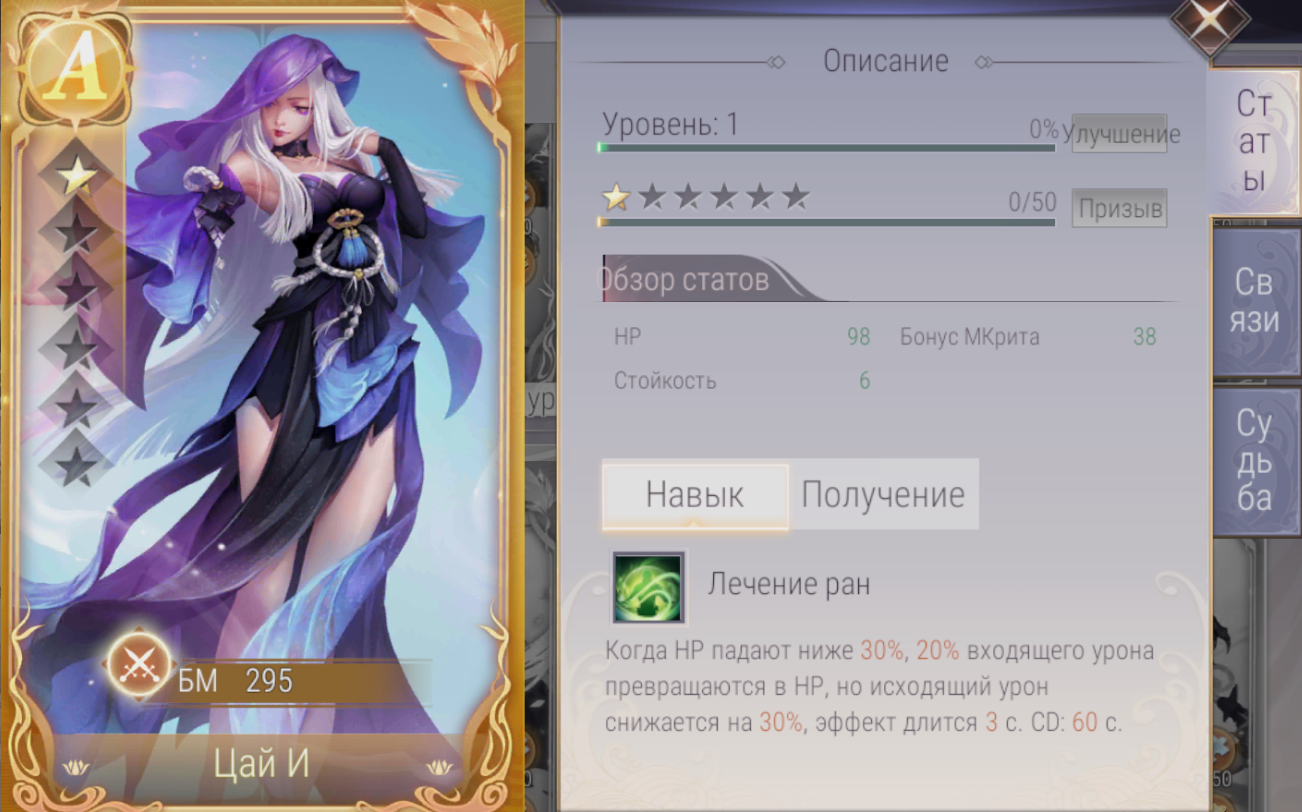 A
БМ 295
Цай И
Описание
Уровень: 1
0%
Улучшение
0/50
Призыв
Обзор статов
HP 98 Бонус МКрита 38
Стойкость 6
Навык Получение
Лечение ран
Когда HP падают ниже 30%, 20% входящего урона
превращаются в HP, но исходящий урон
снижается на 30%, эффект длится 3 с. CD: 60 с.
Ст
ат
ы
Св
язи
Су
дь
ба
ур
50